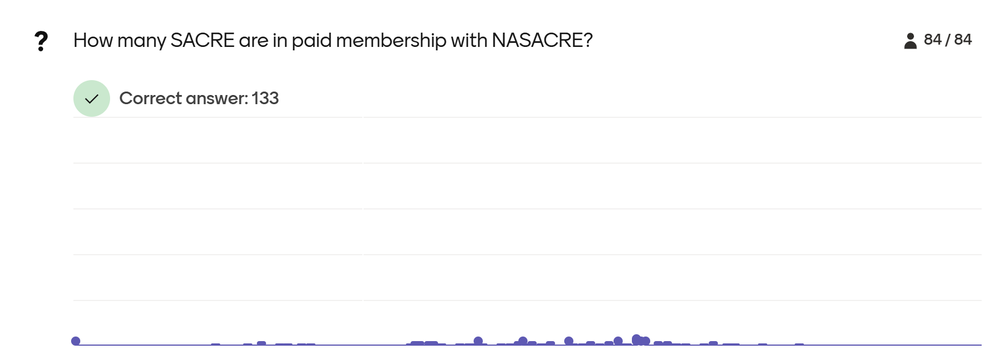 ?
How many SACRE are in paid membership with NASACRE?
84 / 84
Correct answer: 133